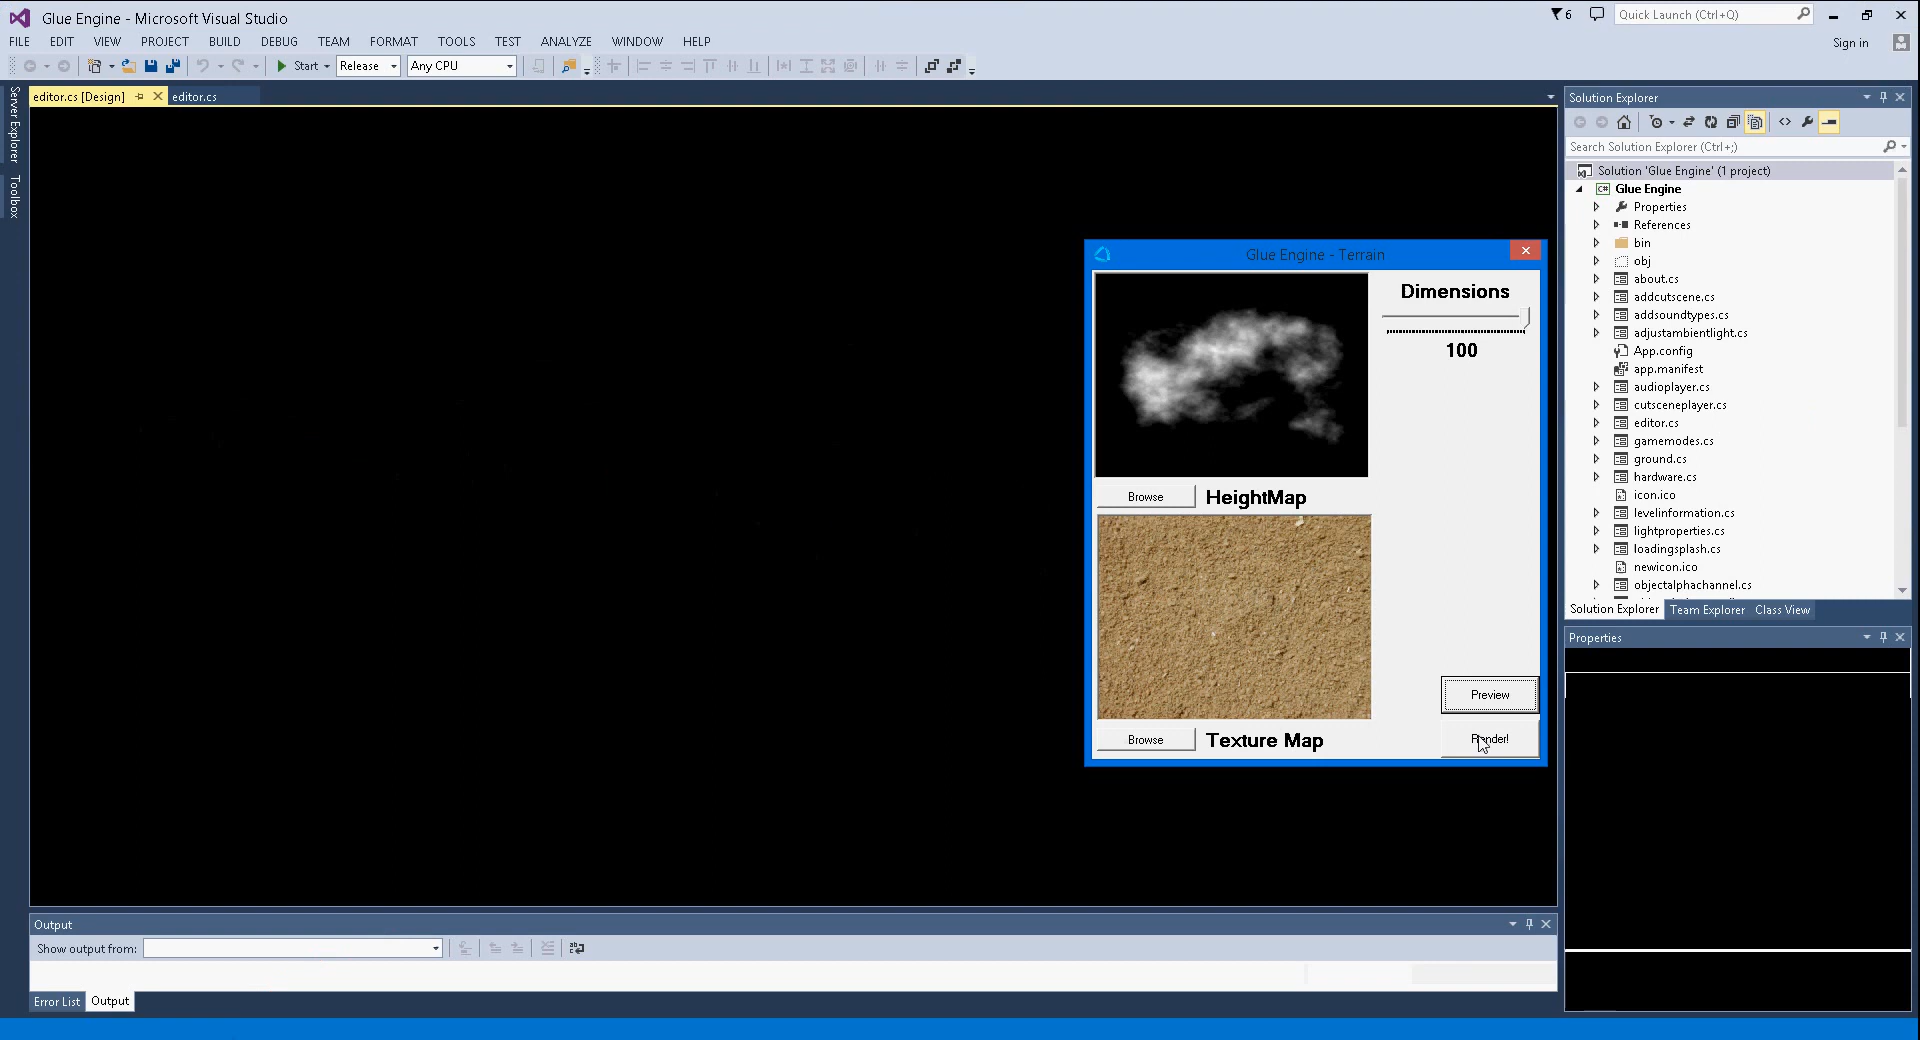 Glue Engine - Microsoft Visual Studio
6
Quick Launch (Ctrl+Q)
FILE EDIT VIEW PROJECT BUILD DEBUG TEAM FORMAT TOOLS TEST ANALYZE WINDOW HELP
Sign in
Start Release Any CPU
Server Explorer
Toolbox
editor.cs [Design] editor.cs
Glue Engine - Terrain
Dimensions
100
Browse HeightMap
Preview
Browse Texture Map
Render!
Solution Explorer
Search Solution Explorer (Ctrl+;)
Solution 'Glue Engine' (1 project)
C# Glue Engine
Properties
References
bin
obj
about.cs
addcutscene.cs
addsoundtypes.cs
adjustambientlight.cs
App.config
app.manifest
audioplayer.cs
cutsceneplayer.cs
editor.cs
gamemodes.cs
ground.cs
hardware.cs
icon.ico
levelinformation.cs
lightproperties.cs
loadingsplash.cs
newicon.ico
objectalphachannel.cs
Solution Explorer Team Explorer Class View
Properties
Output
Show output from:
Error List Output